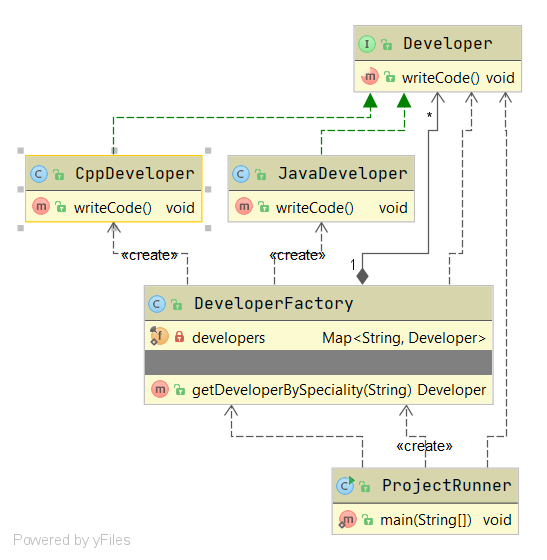 Developer
writeCode() void
*
CppDeveloper
writeCode() void
JavaDeveloper
writeCode() void
«create»
«create»
1
DeveloperFactory
developers Map<String, Developer>
getDeveloperBySpeciality(String) Developer
«create»
ProjectRunner
main(String[]) void
Powered by yFiles